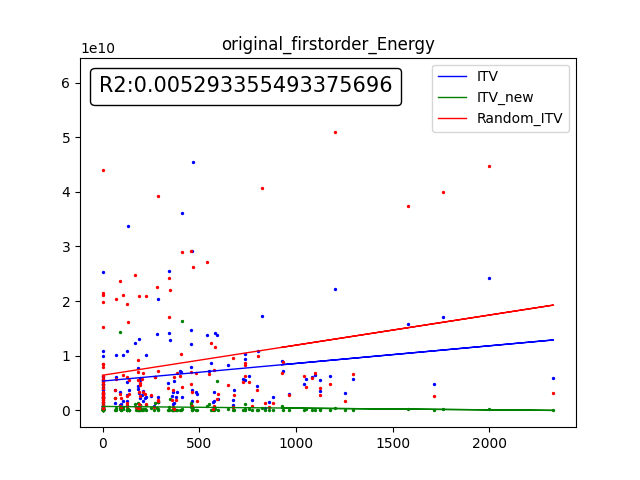 original_firstorder_Energy
1e10
R2:0.005293355493375696
ITV
ITV_new
Random_ITV
6
5
4
3
2
1
0
0 500 1000 1500 2000